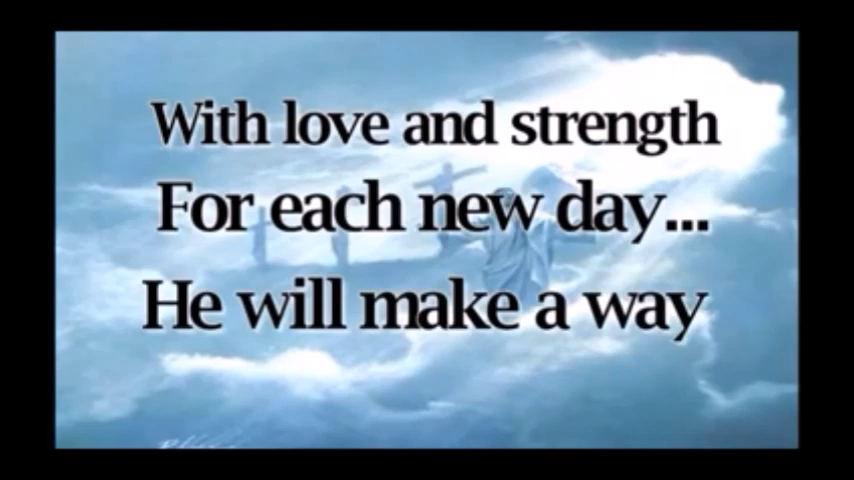 With love and strength
For each new day...
He will make a way